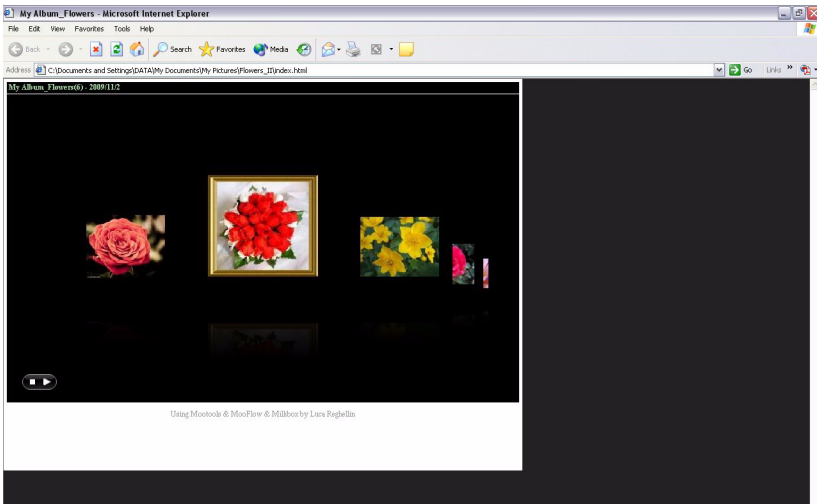 My Album_Flowers - Microsoft Internet Explorer
File Edit View Favorites Tools Help
Back Search Favorites Media
Address C:\Documents and Settings\DATA\My Documents\My Pictures\Flowers_II\index.html Go Links »
My Album_Flowers(6) - 2009/11/2
Using Mootools & MooFlow & Milkbox by Luca Reghellin